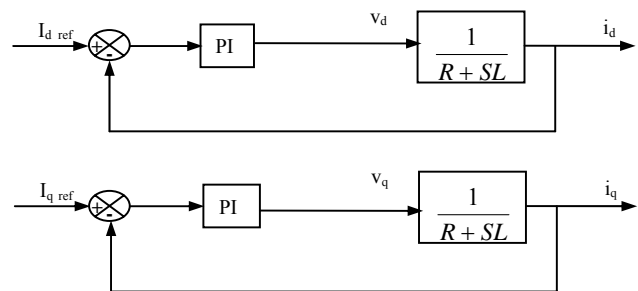 I_d ref
+
-
PI
v_d
1
R + SL
i_d
I_q ref
+
-
PI
v_q
1
R + SL
i_q